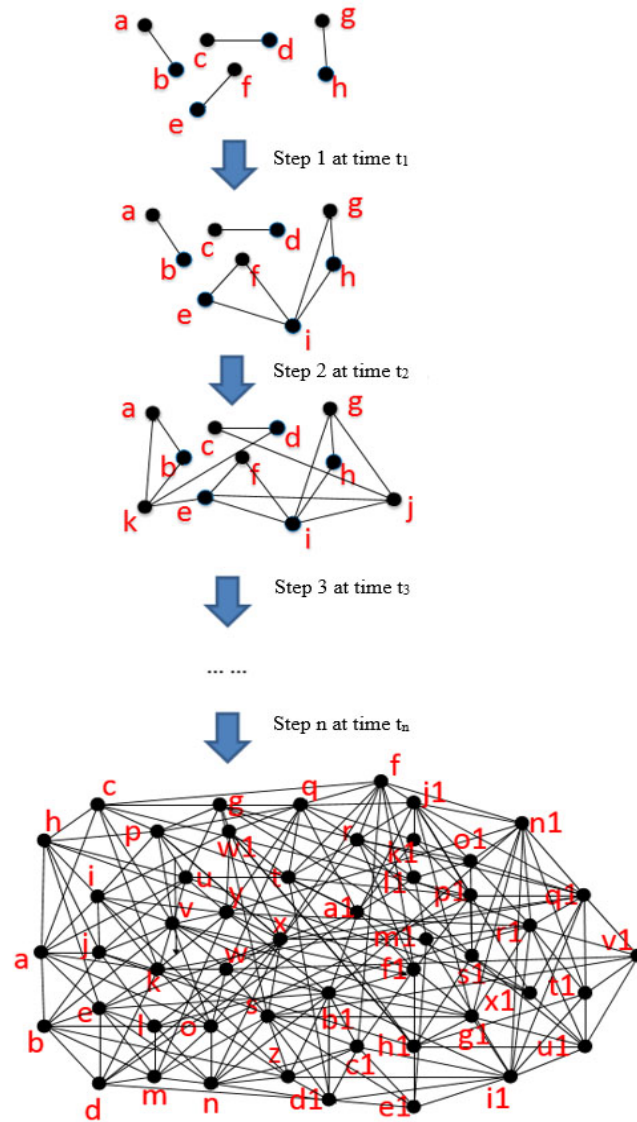 a
g
c
d
b
f
h
e
Step 1 at time t₁
a
g
c
d
b
f
h
e
i
Step 2 at time t₂
a
g
c
d
b
f
h
k
e
j
i
Step 3 at time t₃
... ...
Step n at time tₙ
f
c
g
q
j1
h
p
w1
r
k1
o1
n1
i
u
y
t
l1
p1
q1
v
x
a1
m1
r1
v1
a
j
k
w
f1
s1
x1
t1
e
l
o
s
b1
g1
b
z
c1
h1
u1
d
m
n
d1
e1
i1